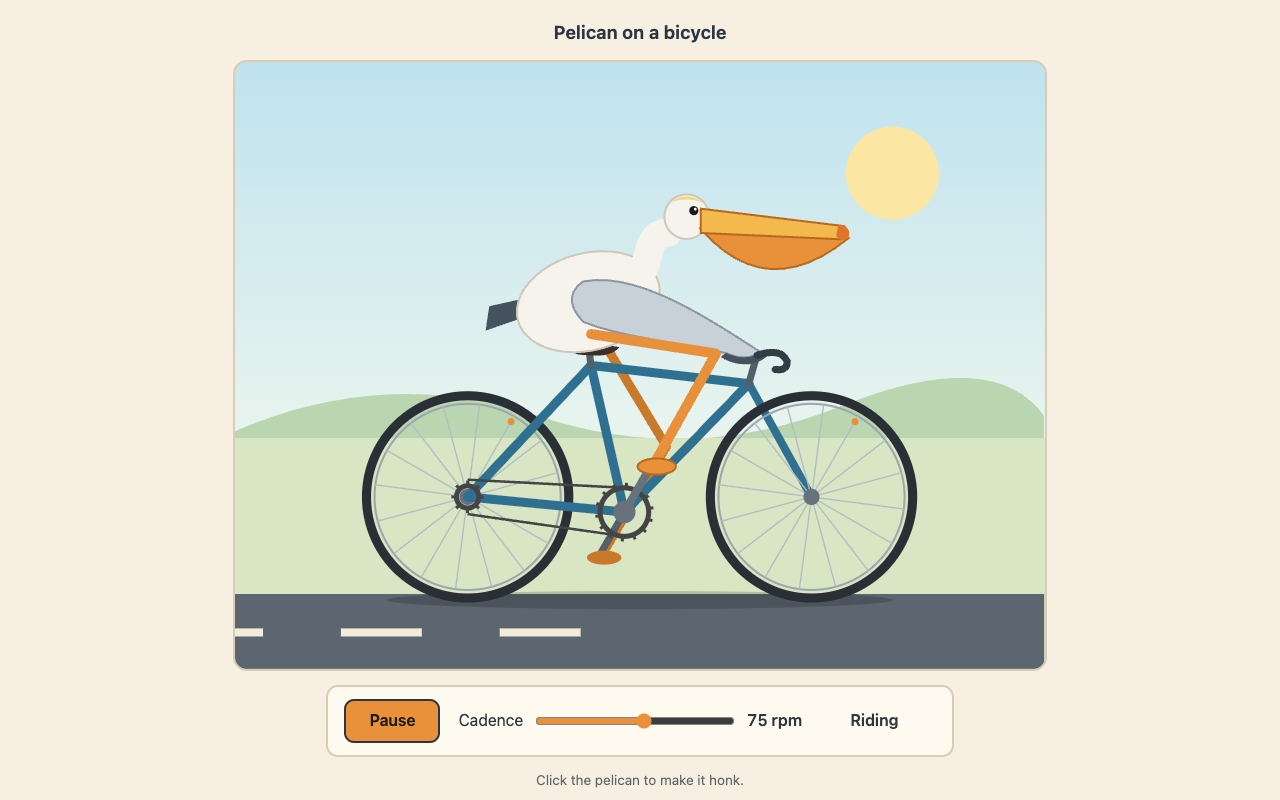 Pelican on a bicycle
Pause Cadence 75 rpm Riding
Click the pelican to make it honk.